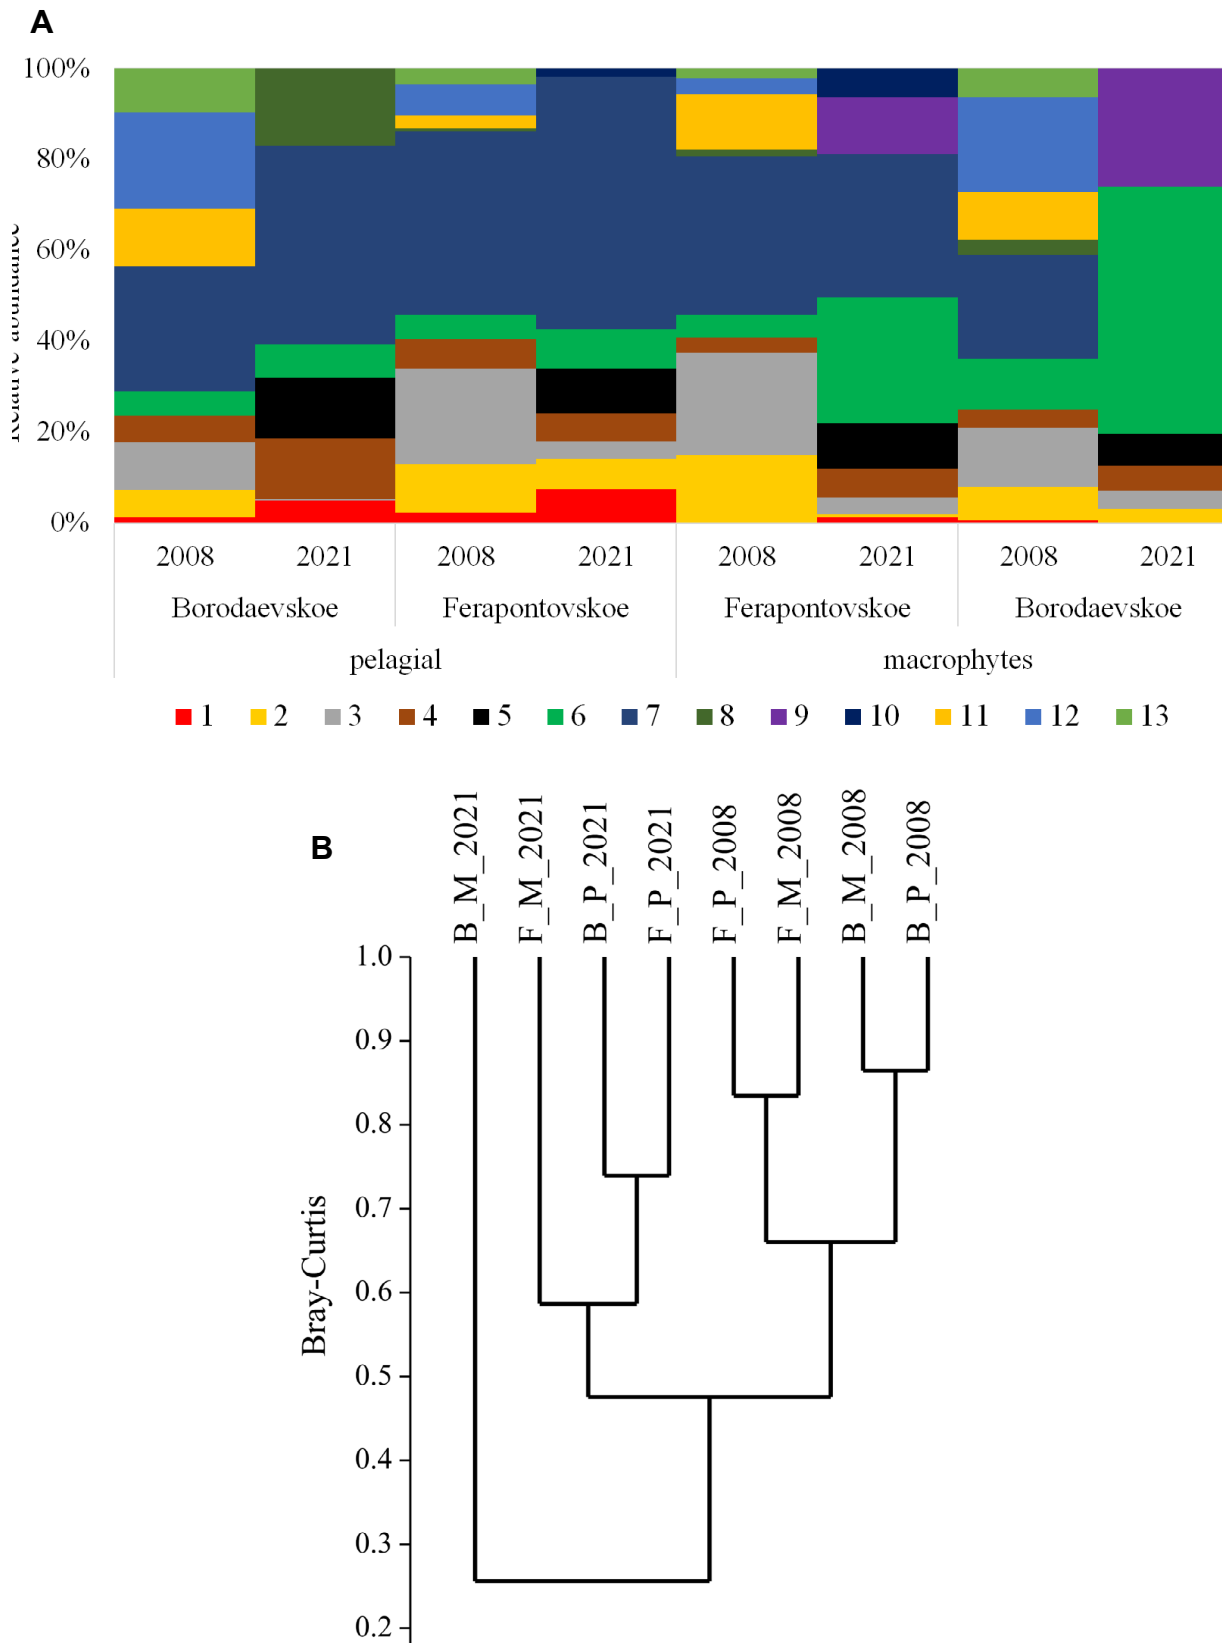 A
100%
80%
60%
40%
20%
0%
Relative abundance
2008 2021 2008 2021 2008 2021 2008 2021
Borodaevskoe Ferapontovskoe Ferapontovskoe Borodaevskoe
pelagial macrophytes
1 2 3 4 5 6 7 8 9 10 11 12 13
B
B_M_2021 F_M_2021 B_P_2021 F_P_2021 F_P_2008 F_M_2008 B_M_2008 B_P_2008
1.0
0.9
0.8
0.7
0.6
0.5
0.4
0.3
0.2
Bray-Curtis